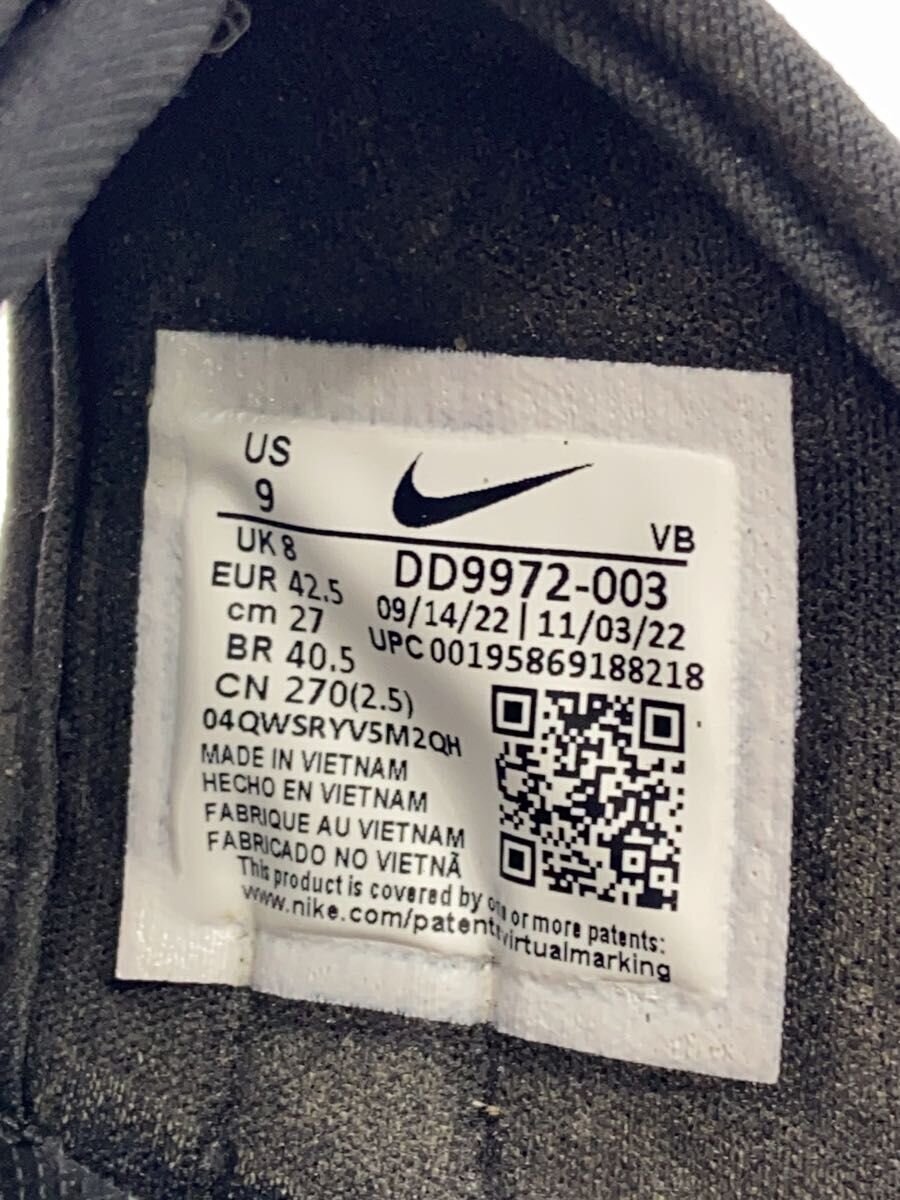 US
9
VB
UK 8
DD9972-003
EUR 42.5
09/14/22 | 11/03/22
cm 27
UPC 00195869188218
BR 40.5
CN 270(2.5)
04QWSRYV5M2QH
MADE IN VIETNAM
HECHO EN VIETNAM
FABRIQUE AU VIETNAM
FABRICADO NO VIETNÃ
This product is covered by one or more patents:
www.nike.com/patentvirtualmarking